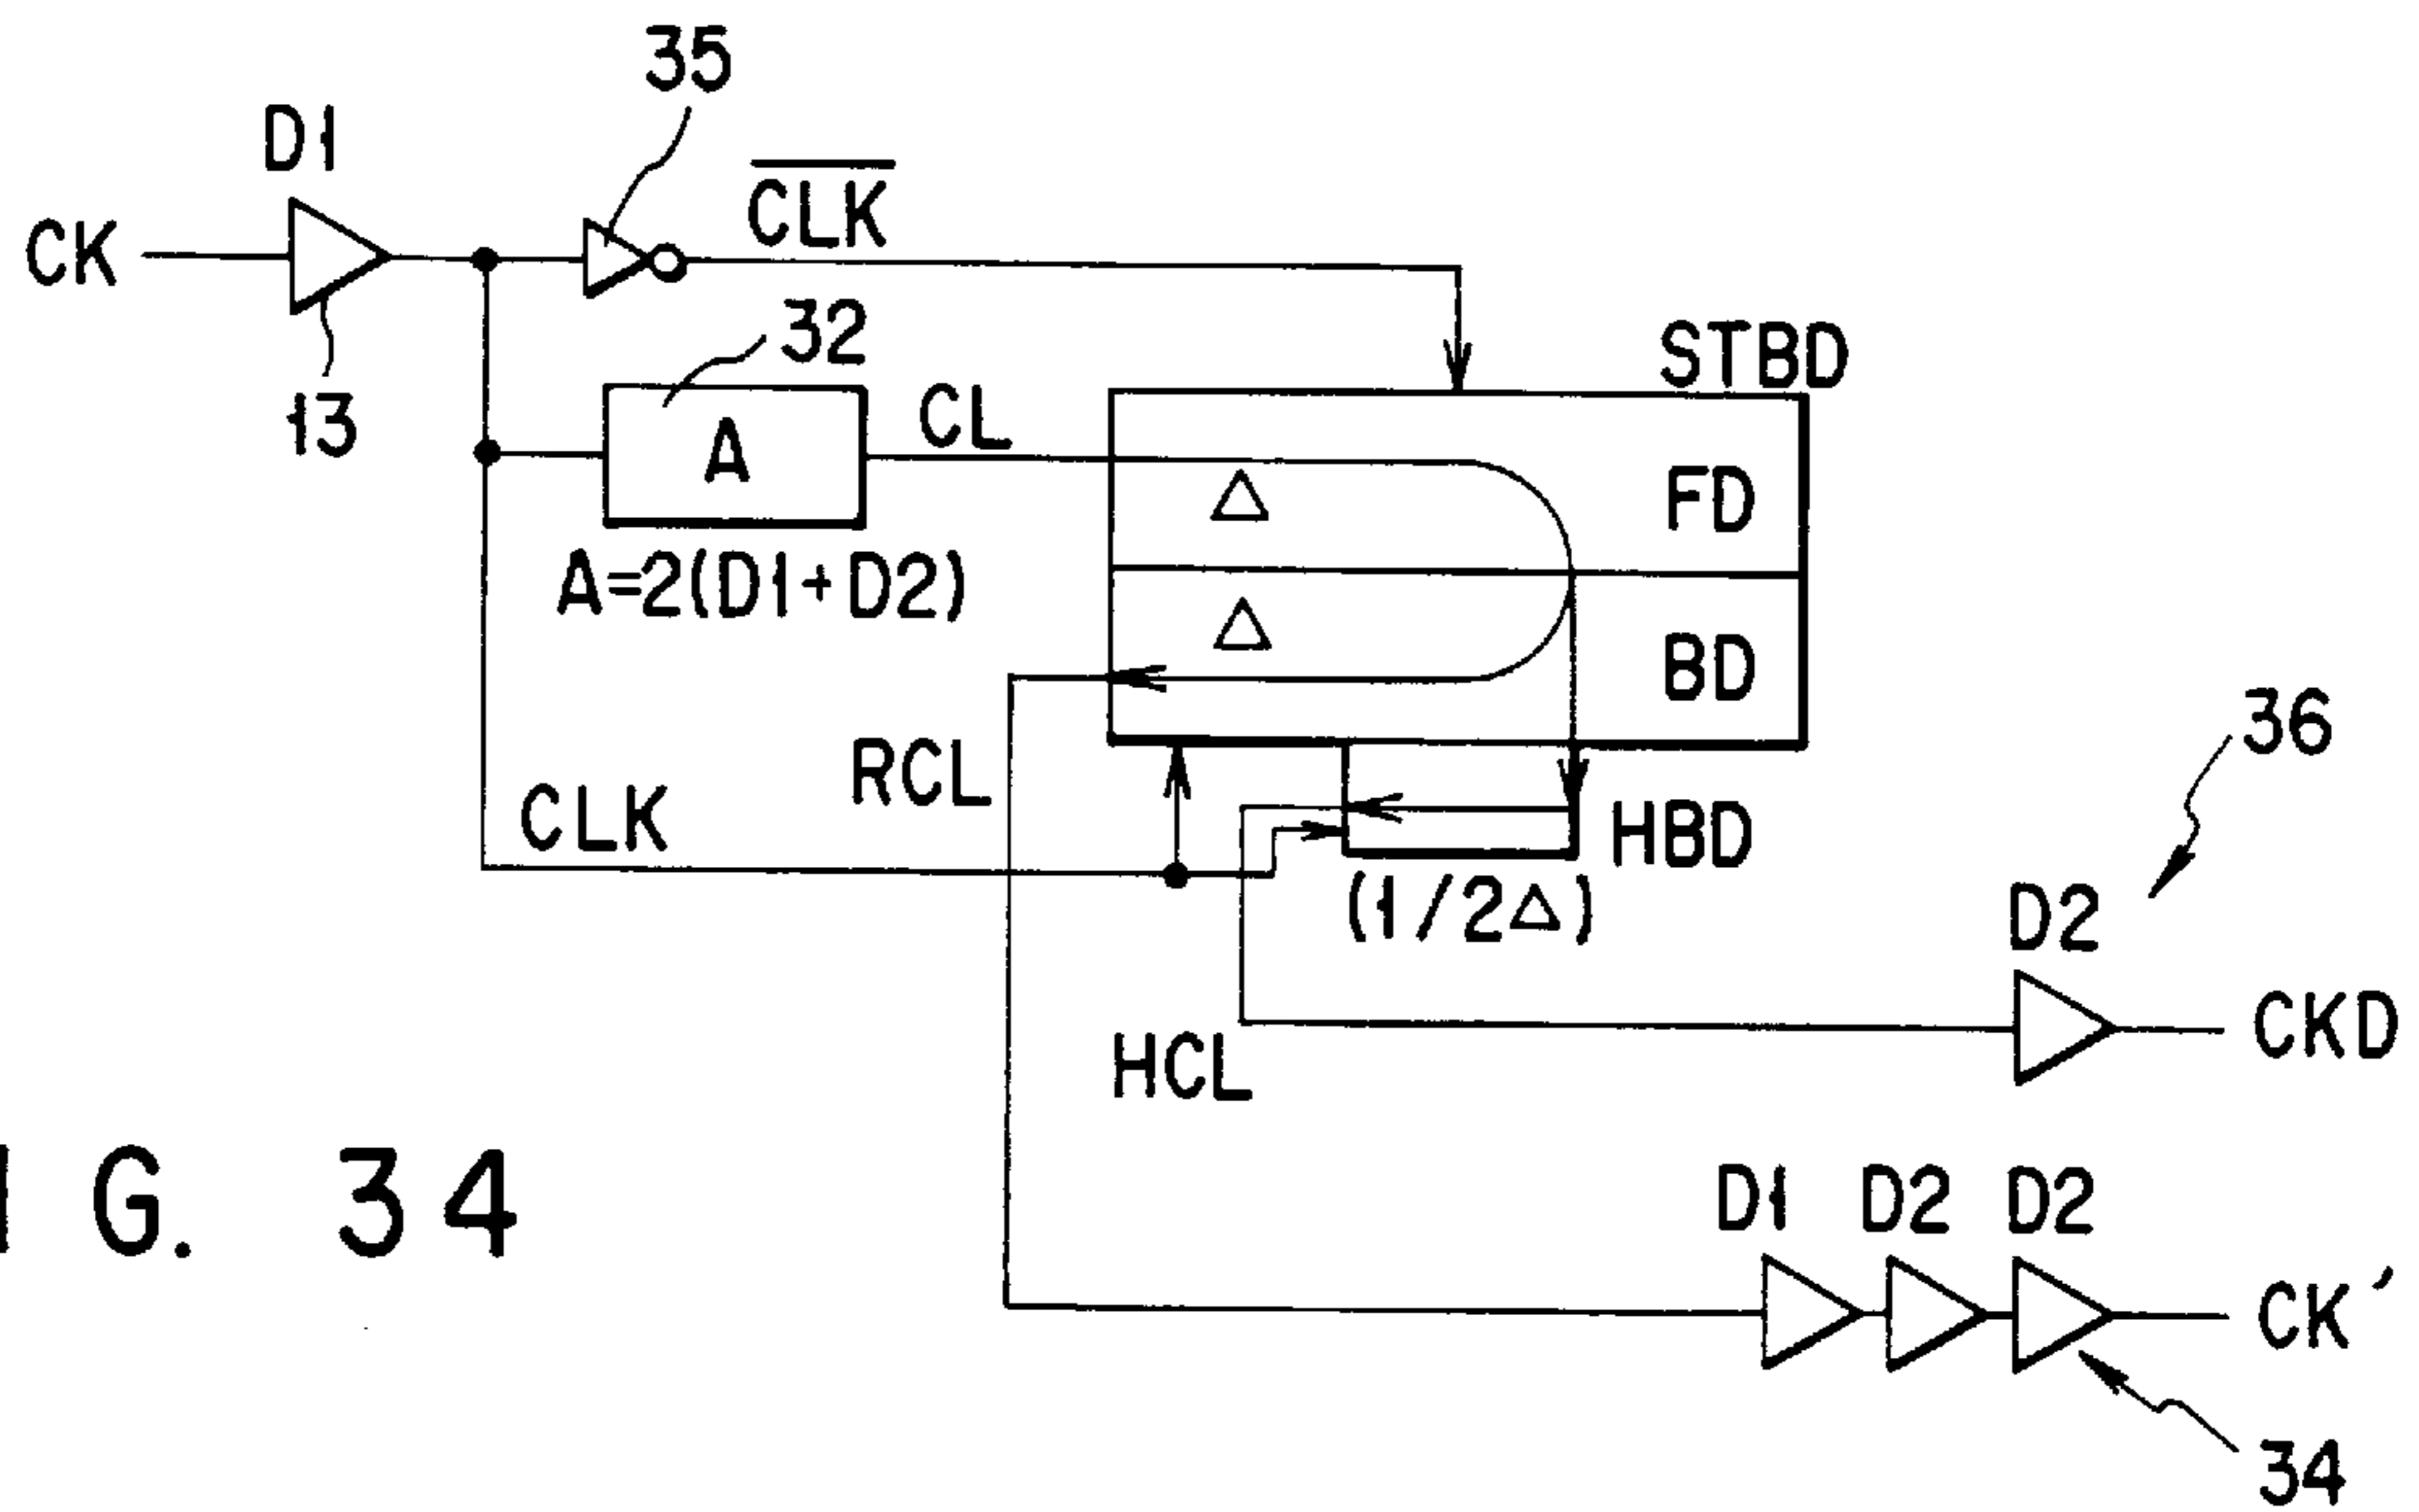 35
D1
CK
CLK
32
13
A
CL
STBD
Δ
FD
A=2(D1+D2)
Δ
BD
36
RCL
CLK
HBD
(1/2Δ)
D2
CKD
HCL
G. 34
D1 D2 D2
CK'
34